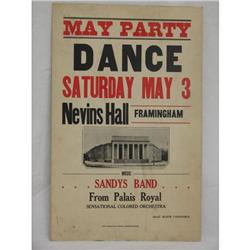 MAY PARTY
DANCE
SATURDAY MAY 3
Nevins Hall FRAMINGHAM
MUSIC
SANDYS BAND
From Palais Royal
SENSATIONAL COLORED ORCHESTRA